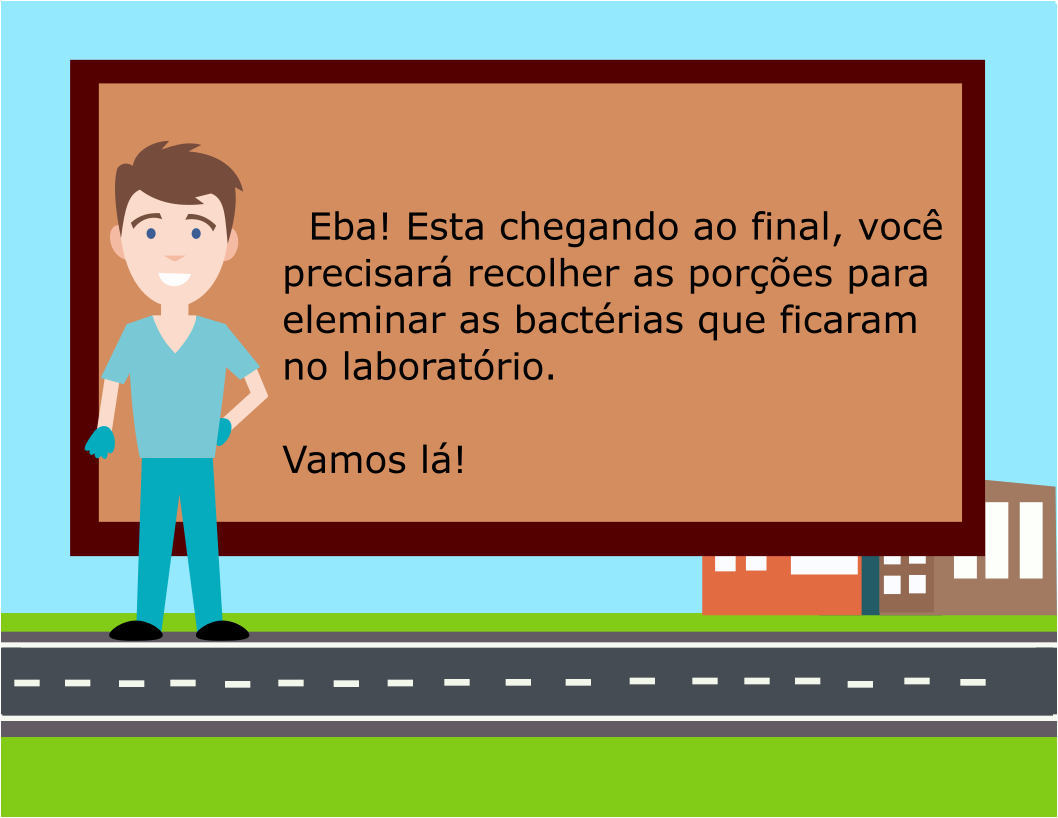 Eba! Esta chegando ao final, você
precisará recolher as porções para
eleminar as bactérias que ficaram
no laboratório.
Vamos lá!